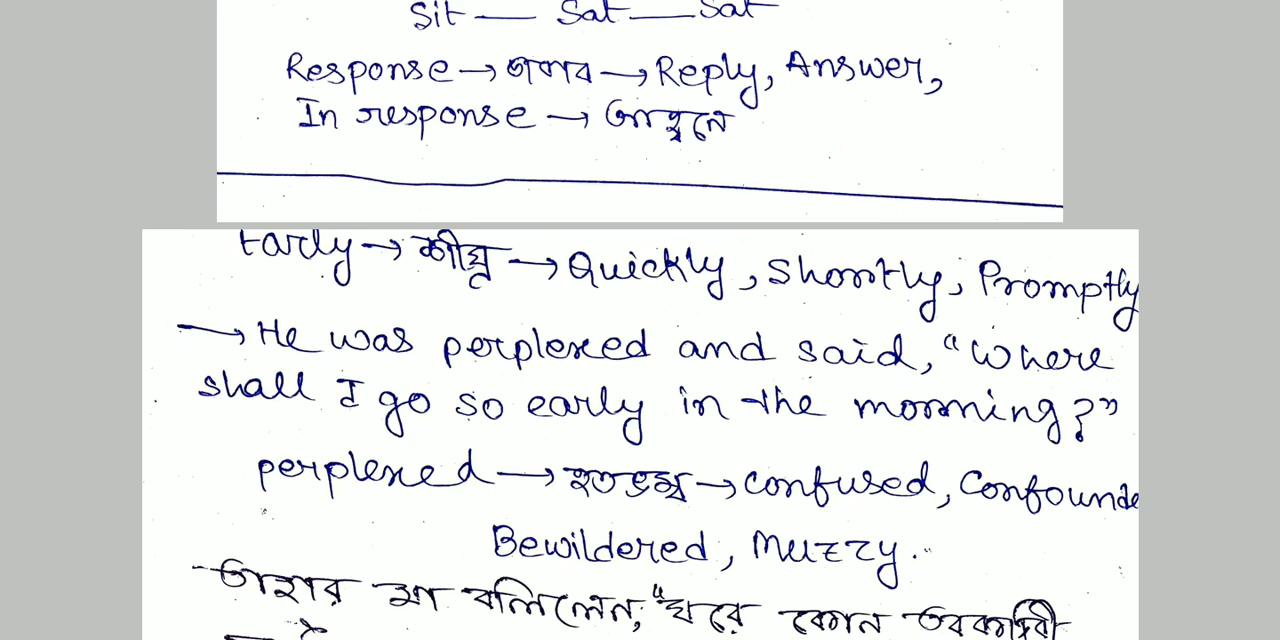 Sit — Sat — Sat
Response → জবাব → Reply, Answer,
In response → আহ্বানে
Early → শীঘ্র → Quickly, Shortly, Promptly
→ He was perplexed and said, "Where
shall I go so early in the morning?"
perplexed → হতভম্ব → confused, Confounde
Bewildered, Muzzy.
তাহার মা বলিলেন, "ঘরে কোন তরকারী